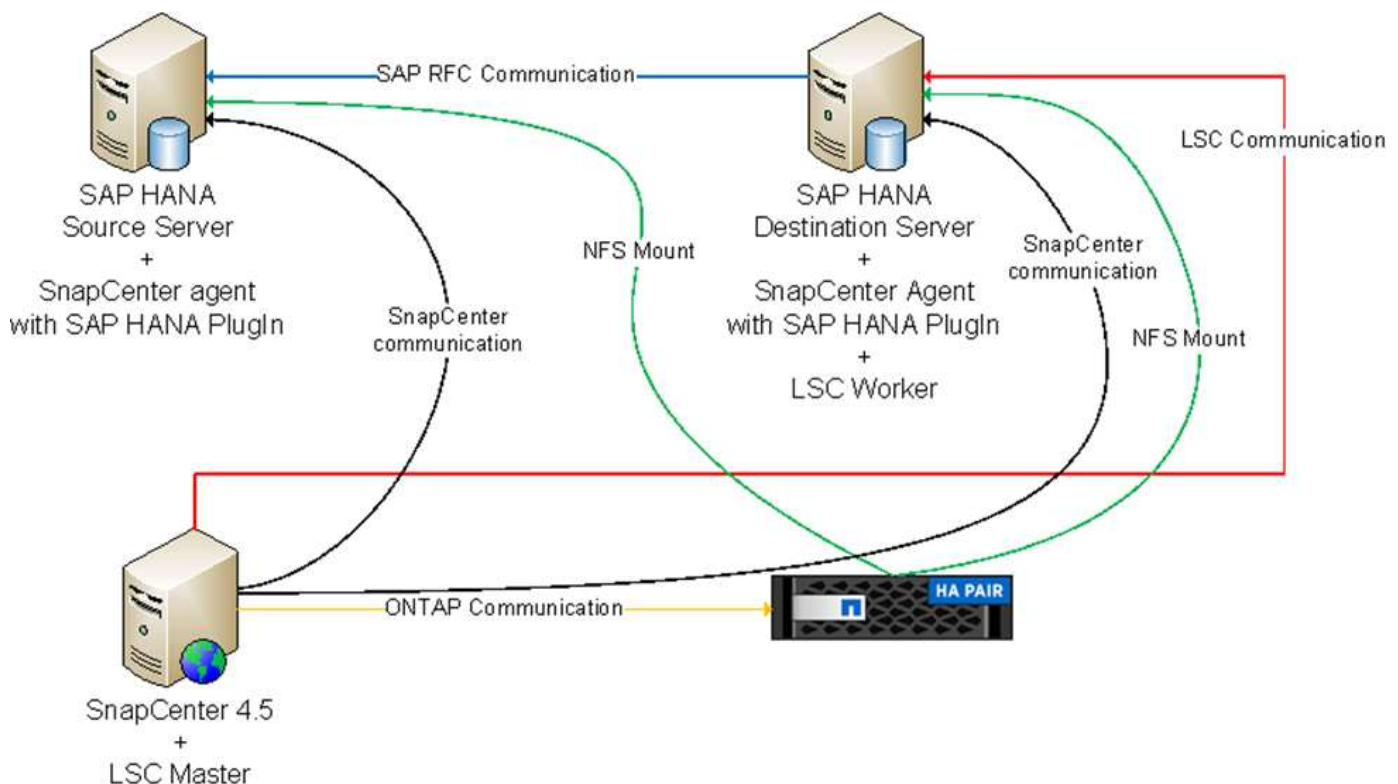 SAP RFC Communication
LSC Communication
SAP HANA
Source Server
+
SnapCenter agent
with SAP HANA PlugIn
NFS Mount
SnapCenter
communication
SAP HANA
Destination Server
+
SnapCenter Agent
with SAP HANA PlugIn
+
LSC Worker
SnapCenter
communication
NFS Mount
ONTAP Communication
HA PAIR
SnapCenter 4.5
+
LSC Master